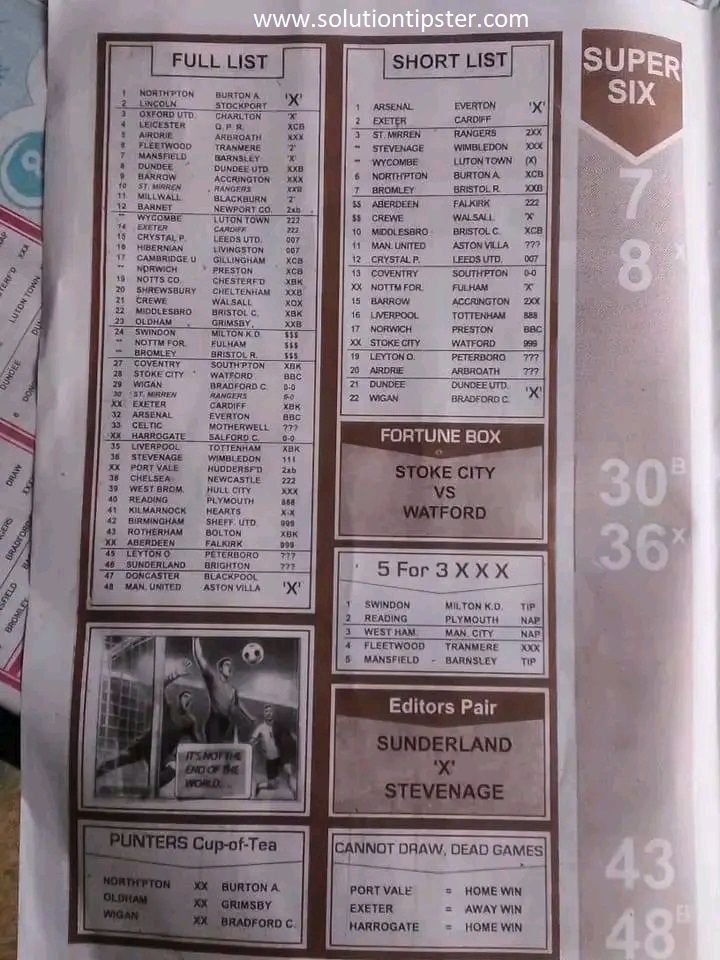 www.solutiontipster.com
FULL LIST
1 NORTH'PTON BURTON A. 'X'
2 LINCOLN STOCKPORT
3 OXFORD UTD. CHARLTON 'X'
4 LEICESTER Q. P. R. XCB
5 AIRDRIE ARBROATH XXX
6 FLEETWOOD TRANMERE '2'
7 MANSFIELD BARNSLEY 'X'
8 DUNDEE DUNDEE UTD. XXB
9 BARROW ACCRINGTON XXX
10 ST. MIRREN RANGERS XXB
11 MILLWALL BLACKBURN '2'
12 BARNET NEWPORT CO. 2xb
" WYCOMBE LUTON TOWN 222
14 EXETER CARDIFF 222
15 CRYSTAL P. LEEDS UTD. 007
16 HIBERNIAN LIVINGSTON 007
17 CAMBRIDGE U GILLINGHAM XCB
" NORWICH PRESTON XCB
19 NOTTS CO. CHESTERF'D XKB
20 SHREWSBURY CHELTENHAM XXB
21 CREWE WALSALL XOX
22 MIDDLESBRO BRISTOL C. XBK
23 OLDHAM GRIMSBY. XXB
24 SWINDON MILTON K.D. $$$
" NOTTM FOR. FULHAM $$$
" BROMLEY BRISTOL R. $$$
27 COVENTRY SOUTH'PTON XBK
28 STOKE CITY WATFORD BBC
29 WIGAN BRADFORD C. 0-0
30 ST. MIRREN RANGERS 0-0
XX EXETER CARDIFF XBK
32 ARSENAL EVERTON BBC
33 CELTIC MOTHERWELL ???
XX HARROGATE SALFORD C. 0-0
35 LIVERPOOL TOTTENHAM XBK
36 STEVENAGE WIMBLEDON 111
XX PORT VALE HUDDERSF'D 2ab
38 CHELSEA NEWCASTLE 222
39 WEST BROM. HULL CITY XXX
40 READING PLYMOUTH 888
41 KILMARNOCK HEARTS X-X
42 BIRMINGHAM SHEFF. UTD. 999
43 ROTHERHAM BOLTON XBK
XX ABERDEEN FALKIRK 999
45 LEYTON O. PETERBORO ???
46 SUNDERLAND BRIGHTON ???
47 DONCASTER BLACKPOOL
48 MAN. UNITED ASTON VILLA 'X'
IT'S NOT THE
END OF THE
WORLD...
PUNTERS Cup-of-Tea
NORTH'PTON XX BURTON A.
OLDHAM XX GRIMSBY
WIGAN XX BRADFORD C.
SHORT LIST
1 ARSENAL EVERTON 'X'
2 EXETER CARDIFF
3 ST. MIRREN RANGERS 2XX
" STEVENAGE WIMBLEDON XXX
" WYCOMBE LUTON TOWN (X)
6 NORTH'PTON BURTON A. XCB
7 BROMLEY BRISTOL R. XXB
$$ ABERDEEN FALKIRK 222
$$ CREWE WALSALL 'X'
10 MIDDLESBRO BRISTOL C. XCB
11 MAN. UNITED ASTON VILLA ???
12 CRYSTAL P. LEEDS UTD. 007
13 COVENTRY SOUTH'PTON 0-0
XX NOTTM FOR. FULHAM 'X'
15 BARROW ACCRINGTON 2XX
16 LIVERPOOL TOTTENHAM 888
17 NORWICH PRESTON BBC
XX STOKE CITY WATFORD 999
19 LEYTON O. PETERBORO ???
20 AIRDRIE ARBROATH ???
21 DUNDEE DUNDEE UTD.
22 WIGAN BRADFORD C. 'X'
FORTUNE BOX
STOKE CITY
VS
WATFORD
5 For 3 X X X
1 SWINDON MILTON K.D. TIP
2 READING PLYMOUTH NAP
3 WEST HAM. MAN. CITY NAP
4 FLEETWOOD TRANMERE XXX
5 MANSFIELD - BARNSLEY TIP
Editors Pair
SUNDERLAND
'X'
STEVENAGE
CANNOT DRAW, DEAD GAMES
PORT VALE = HOME WIN
EXETER = AWAY WIN
HARROGATE = HOME WIN
SUPER
SIX
7
8 X
30 B
36 X
43
48
LUTON TOWN
DUNDEE
DRAW
BROMLEY